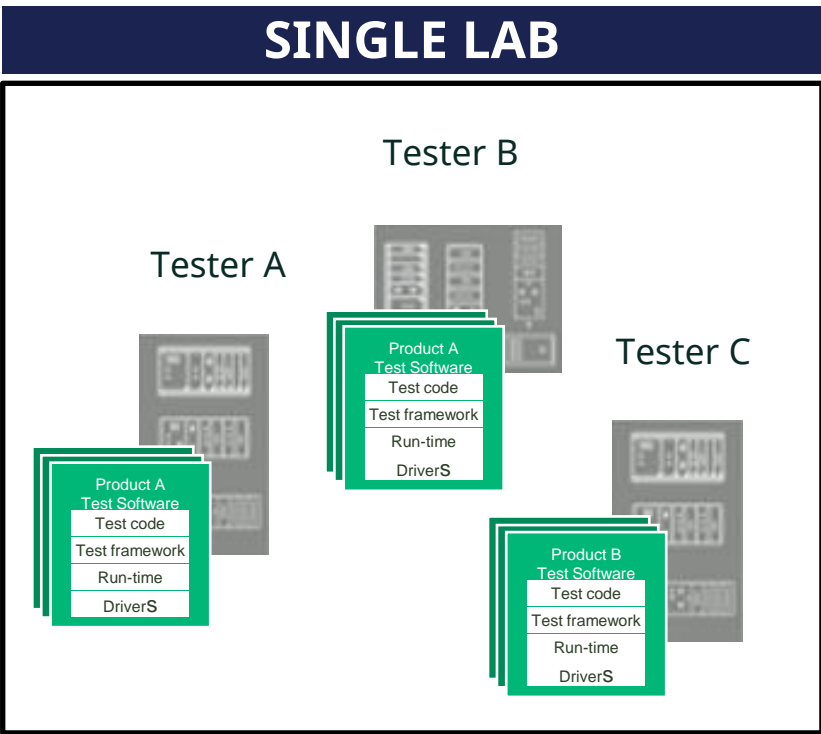 SINGLE LAB
Tester B
Tester A
Tester C
Product A
Test Software
Test code
Test framework
Run-time
DriverS
Product A
Test Software
Test code
Test framework
Run-time
DriverS
Product B
Test Software
Test code
Test framework
Run-time
DriverS